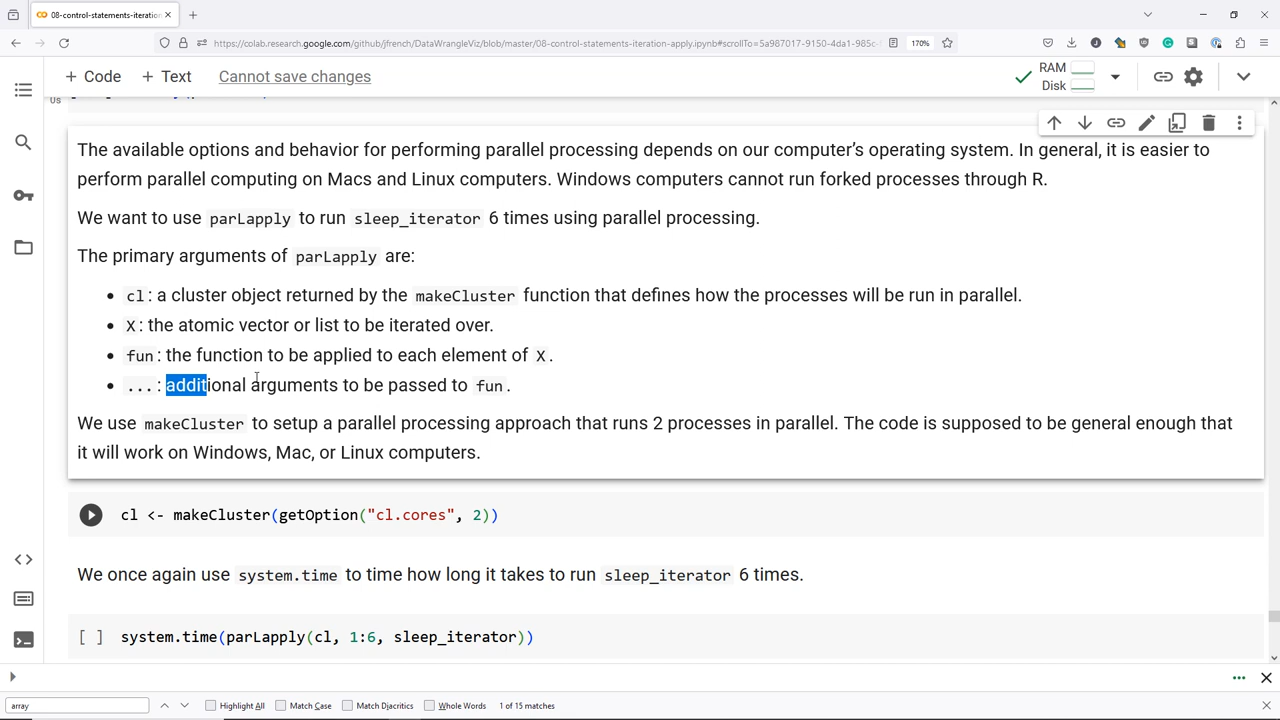 08-control-statements-iteration
https://colab.research.google.com/github/jfrench/DataWrangleViz/blob/master/08-control-statements-iteration-apply.ipynb#scrollTo=5a987017-9150-4da1-985c-
170%
+ Code + Text Cannot save changes
RAM
Disk
0s
The available options and behavior for performing parallel processing depends on our computer’s operating system. In general, it is easier to
perform parallel computing on Macs and Linux computers. Windows computers cannot run forked processes through R.
We want to use parLapply to run sleep_iterator 6 times using parallel processing.
The primary arguments of parLapply are:
• cl: a cluster object returned by the makeCluster function that defines how the processes will be run in parallel.
• X: the atomic vector or list to be iterated over.
• fun: the function to be applied to each element of X.
• ...: additional arguments to be passed to fun.
We use makeCluster to setup a parallel processing approach that runs 2 processes in parallel. The code is supposed to be general enough that
it will work on Windows, Mac, or Linux computers.
cl <- makeCluster(getOption("cl.cores", 2))
We once again use system.time to time how long it takes to run sleep_iterator 6 times.
[ ] system.time(parLapply(cl, 1:6, sleep_iterator))
array
Highlight All Match Case Match Diacritics Whole Words 1 of 15 matches